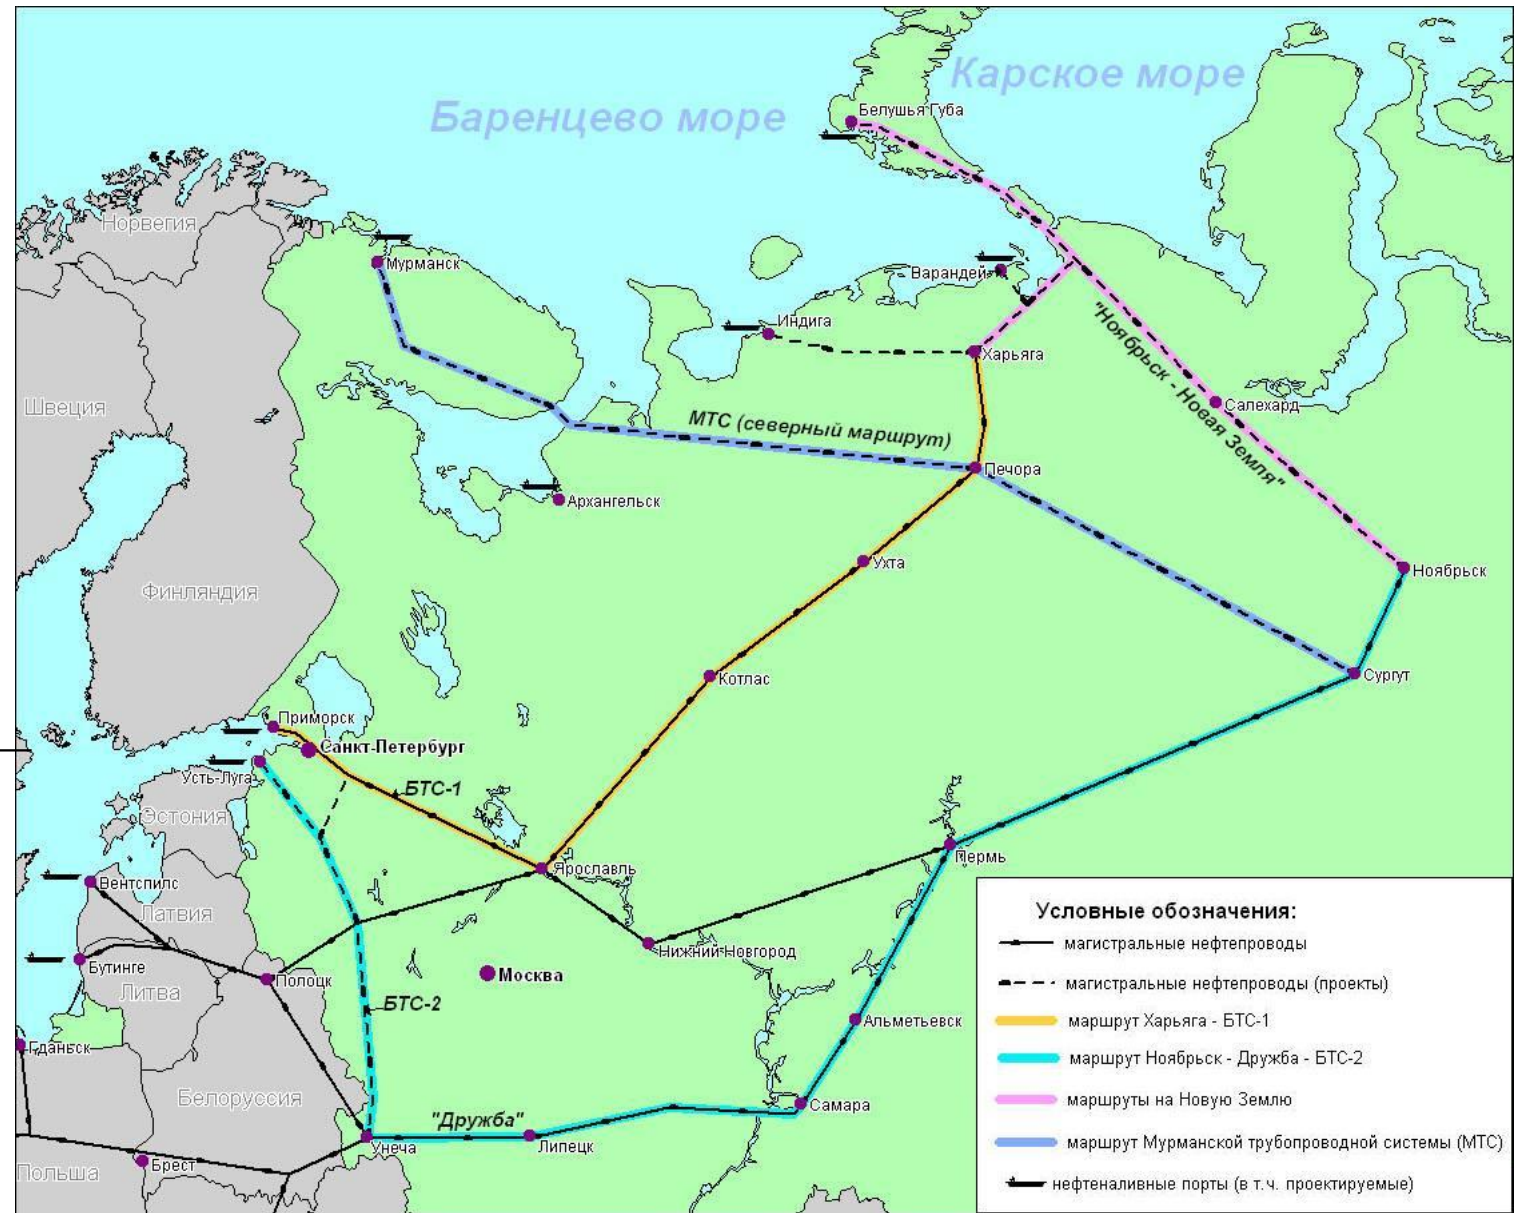 Карское море
Баренцево море
Белушья Губа
Норвегия
Мурманск
Варандей
Индига
Харьяга
"Ноябрьск - Новая Земля"
Салехард
Швеция
МТС (северный маршрут)
Печора
Архангельск
Ухта
Ноябрьск
Финляндия
Котлас
Сургут
Приморск
Санкт-Петербург
Усть-Луга
БТС-1
Эстония
Пермь
Ярославль
Вентспилс
Латвия
Нижний Новгород
Бутинге
Полоцк
Москва
Литва
БТС-2
Альметьевск
Гданьск
Белоруссия
Самара
"Дружба"
Унеча
Липецк
Брест
Польша
Условные обозначения:
магистральные нефтепроводы
магистральные нефтепроводы (проекты)
маршрут Харьяга - БТС-1
маршрут Ноябрьск - Дружба - БТС-2
маршруты на Новую Землю
маршрут Мурманской трубопроводной системы (МТС)
нефтеналивные порты (в т.ч. проектируемые)